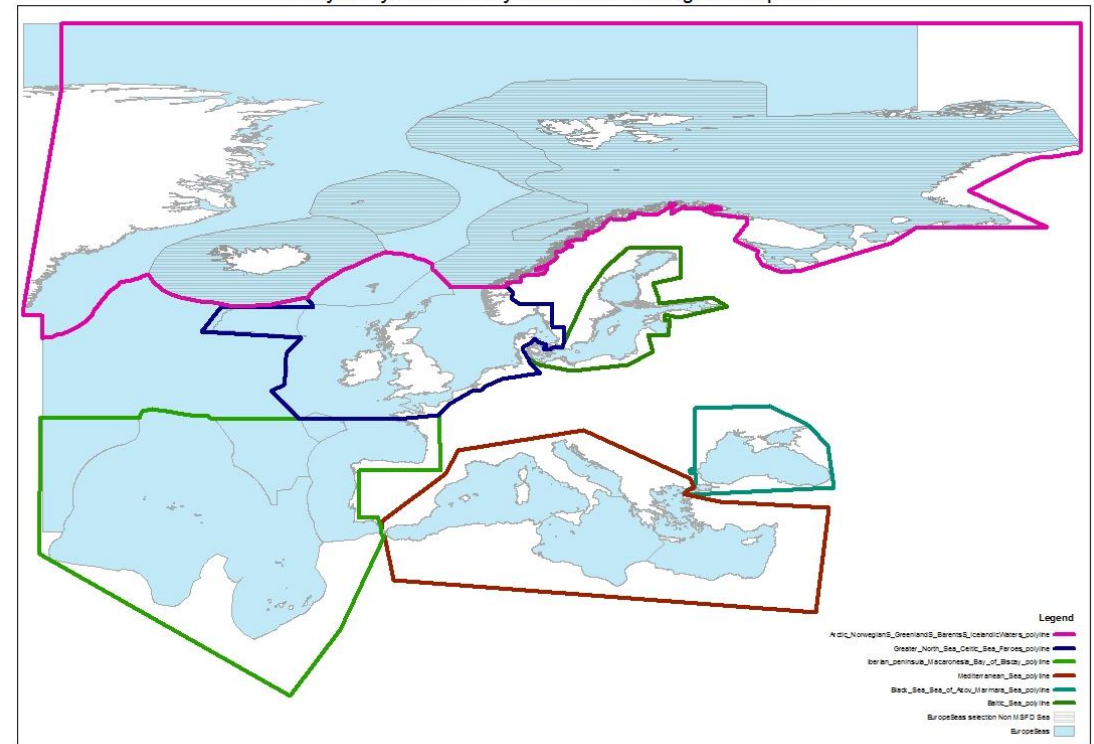 Legend
Arctic_NorwegianS_GreenlandS_BarentsS_IcelandicWaters_polyline
Greater_North_Sea_Celtic_Sea_Faroes_polyline
Iberian_peninsula_Macaronesia_Bay_of_Biscay_polyline
Mediterranean_Sea_polyline
Black_Sea_Sea_of_Azov_Marmara_Sea_polyline
Baltic_Sea_polyline
EuropeSeas selection Non MSFD Sea
EuropeSeas